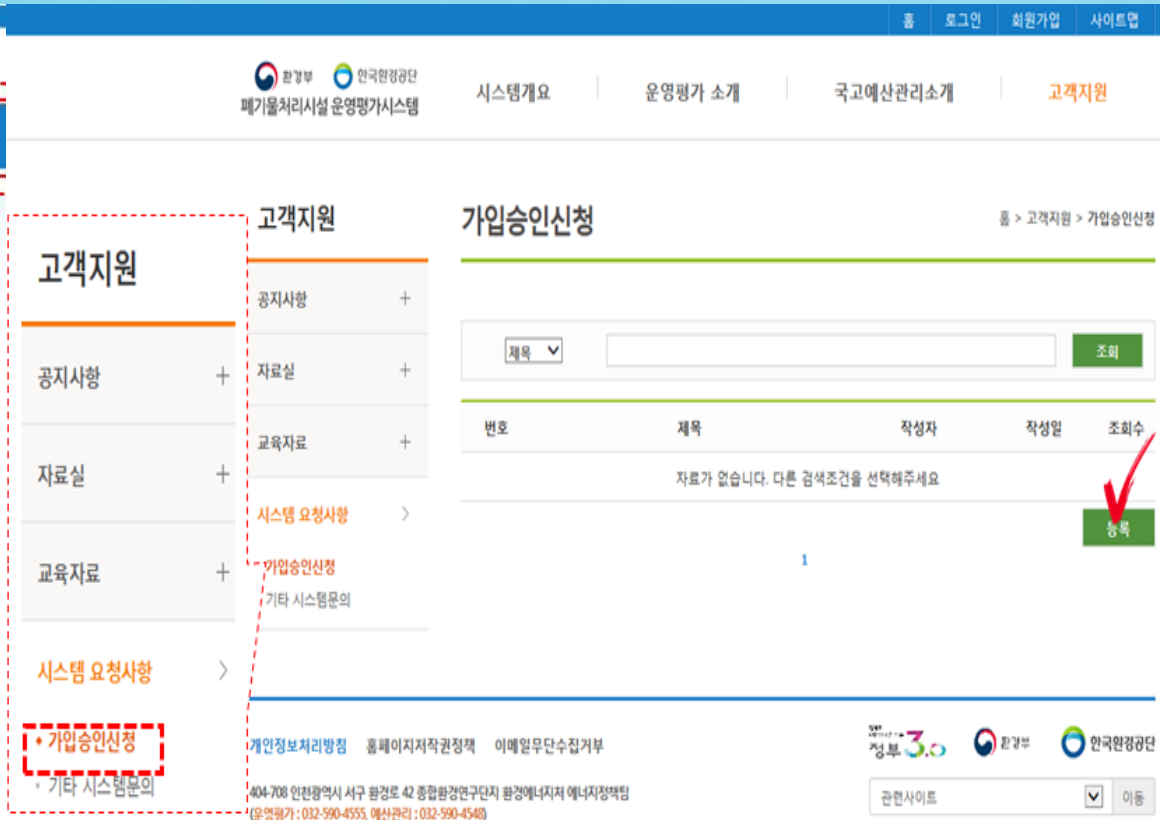 홈 로그인 회원가입 사이트맵
환경부 한국환경공단
폐기물처리시설 운영평가시스템
시스템개요 운영평가 소개 국고예산관리소개 고객지원
고객지원
공지사항 +
자료실 +
교육자료 +
시스템 요청사항 >
• 가입승인신청
· 기타 시스템문의
고객지원
공지사항 +
자료실 +
교육자료 +
시스템 요청사항 >
가입승인신청
기타 시스템문의
가입승인신청
홈 > 고객지원 > 가입승인신청
제목 조회
번호 제목 작성자 작성일 조회수
자료가 없습니다. 다른 검색조건을 선택해주세요
등록
1
개인정보처리방침 홈페이지저작권정책 이메일무단수집거부
404-708 인천광역시 서구 환경로 42 종합환경연구단지 환경에너지처 에너지정책팀
(운영평가 : 032-590-4555, 예산관리 : 032-590-4548)
정부 3.0 환경부 한국환경공단
관련사이트 이동